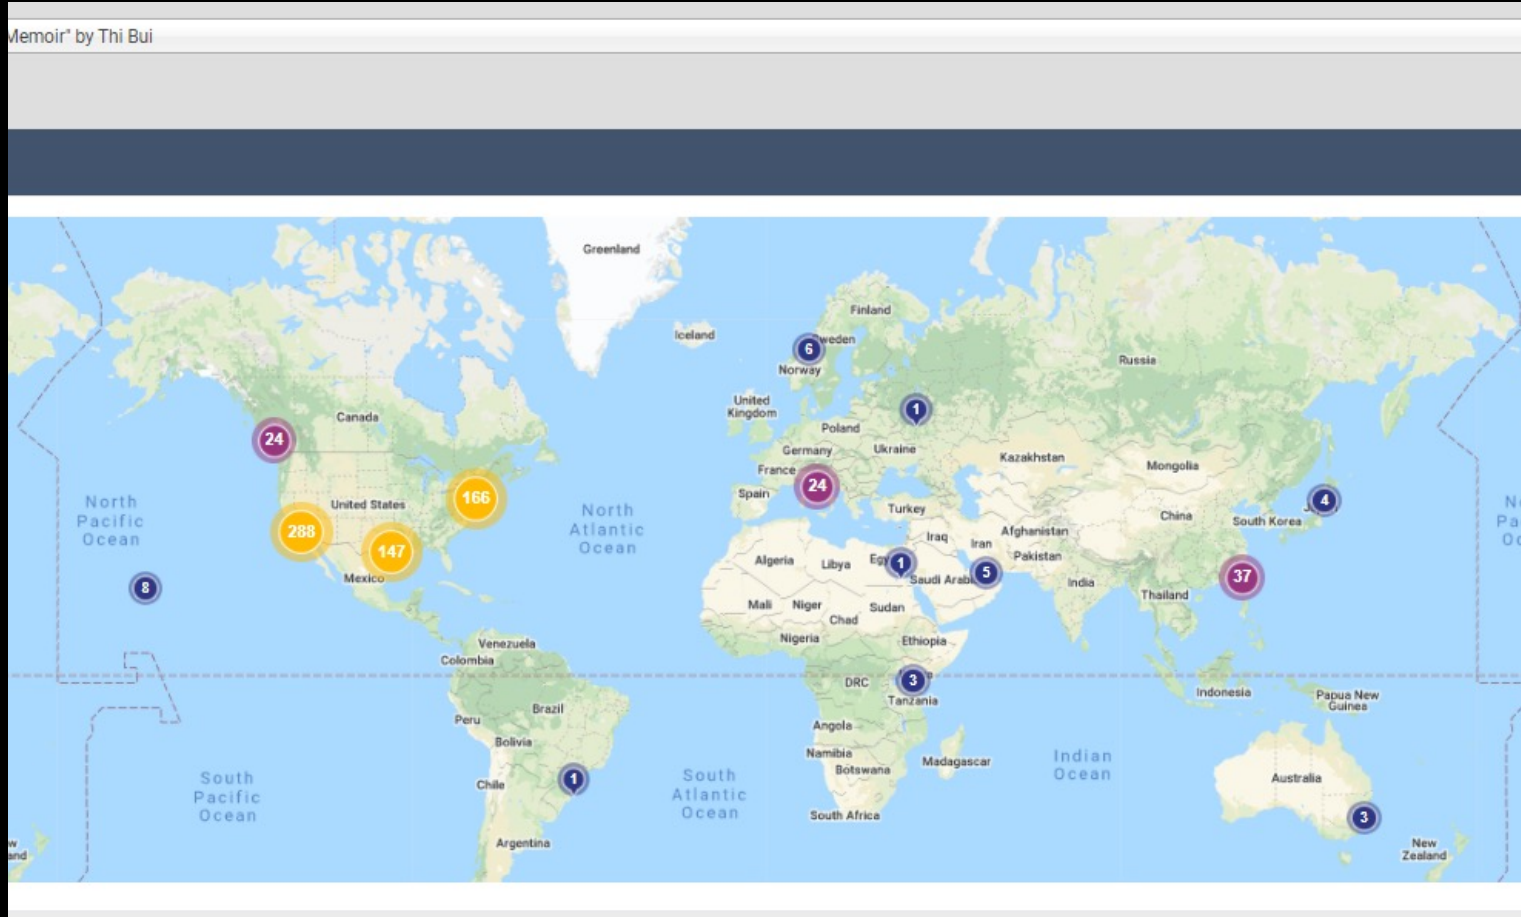 Memoir" by Thi Bui
Greenland
Iceland
Finland
6
Norway
Russia
United
Kingdom
1
Canada
24
Poland
Germany
Ukraine
France
24
Kazakhstan
Mongolia
Spain
North
Pacific
Ocean
United States
166
288
147
Mexico
8
North
Atlantic
Ocean
Turkey
China
South Korea
4
Iraq
Iran
Afghanistan
Pakistan
Algeria
Libya
1
Saudi
5
India
37
Thailand
Mali
Niger
Chad
Sudan
Nigeria
Ethiopia
Venezuela
Colombia
DRC
3
Tanzania
Indonesia
Papua New
Guinea
Brazil
Peru
Bolivia
Angola
Namibia
Botswana
Madagascar
Indian
Ocean
South
Pacific
Ocean
Chile
1
South
Atlantic
Ocean
South Africa
Australia
3
Argentina
New
Zealand